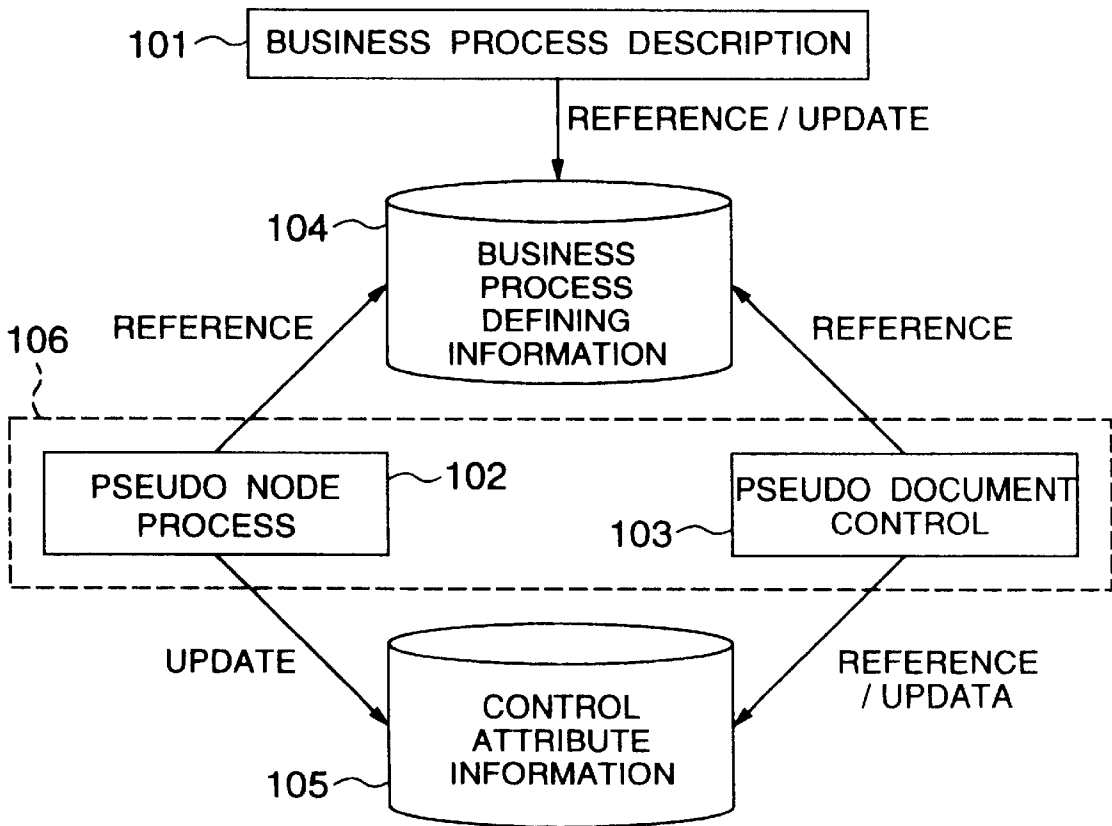 101
BUSINESS PROCESS DESCRIPTION
REFERENCE / UPDATE
104
BUSINESS
PROCESS
DEFINING
INFORMATION
106
REFERENCE
REFERENCE
PSEUDO NODE
PROCESS
102
103
PSEUDO DOCUMENT
CONTROL
UPDATE
REFERENCE
/ UPDATA
CONTROL
ATTRIBUTE
INFORMATION
105